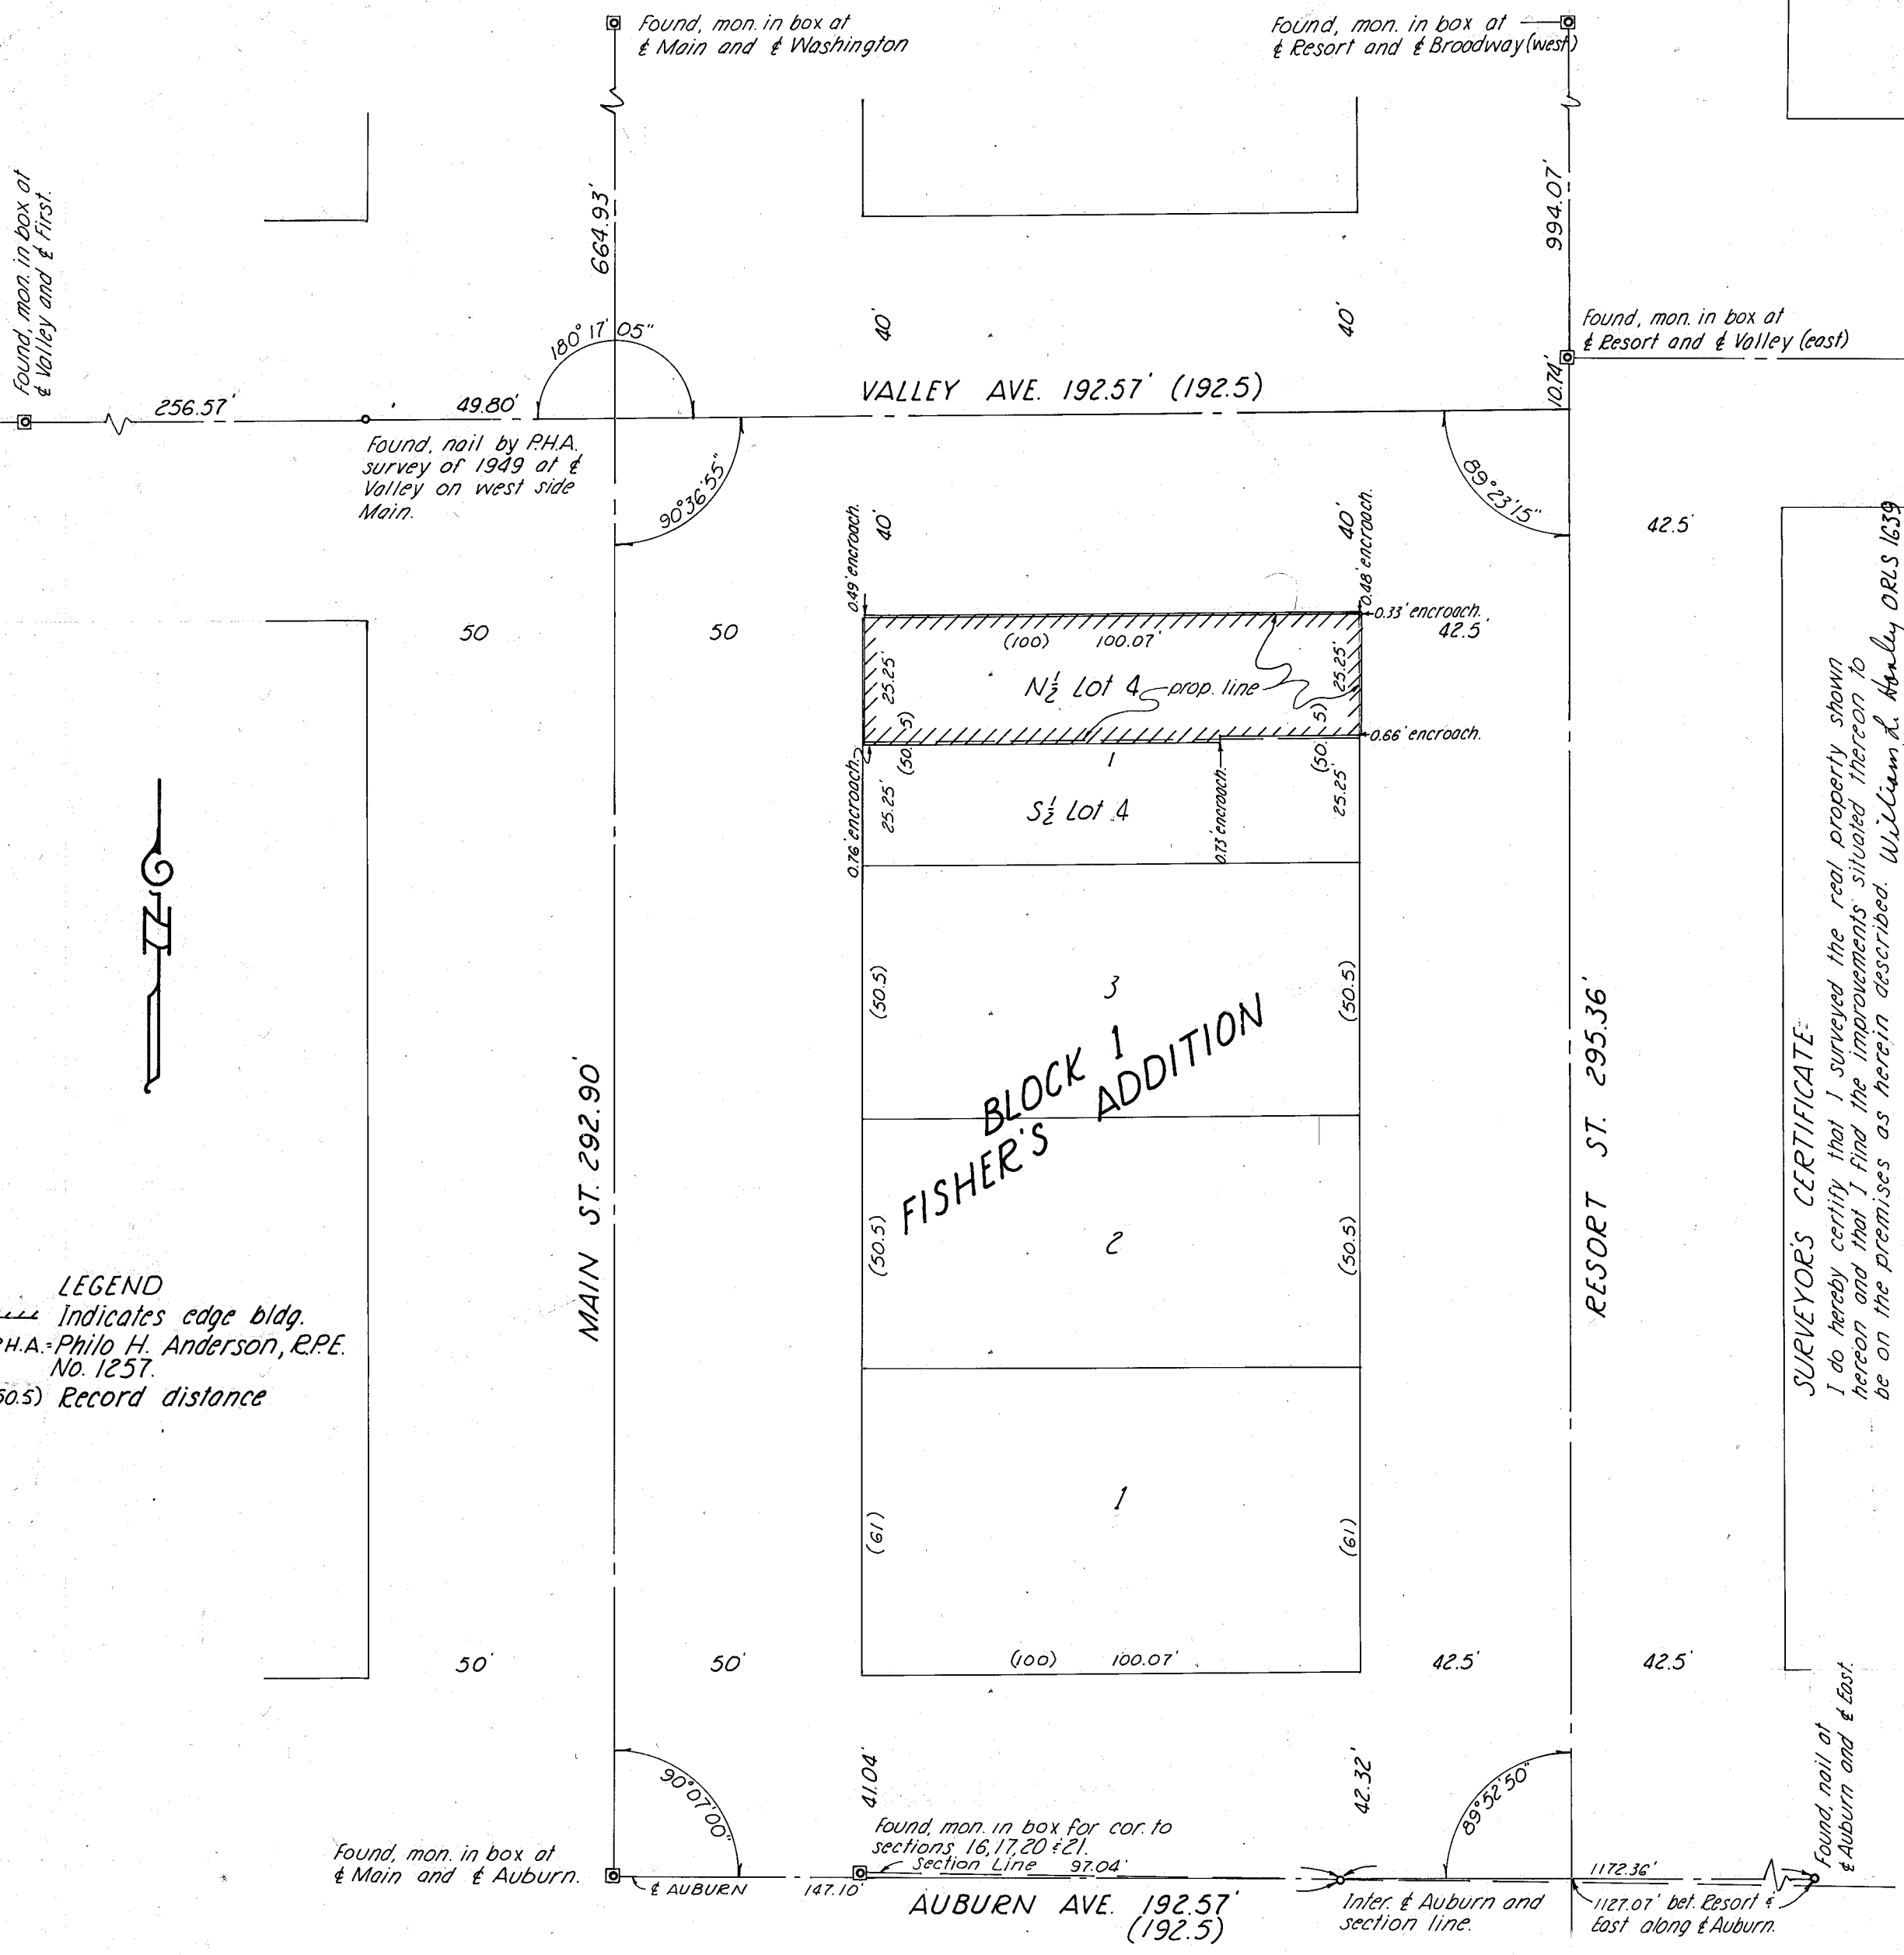 Found, mon. in box at
℄ Main and ℄ Washington
Found, mon. in box at
℄ Resort and ℄ Broadway (west)
Found, mon. in box at
℄ Valley and ℄ First.
664.93'
994.07'
40'
40'
Found, mon. in box at
℄ Resort and ℄ Valley (east)
10.74'
180° 17' 05"
256.57'
49.80'
VALLEY AVE. 192.57' (192.5)
Found, nail by P.H.A.
survey of 1949 at ℄
Valley on west side
Main.
90°36'55"
89°23'15"
42.5'
0.49' encroach.
40'
40'
0.48' encroach.
0.33' encroach.
42.5'
50
50
(100) 100.07'
25.25'
25.25'
N½ Lot 4
prop. line
(50.5)
(50.5)
0.66' encroach.
1
0.76' encroach.
25.25'
S½ Lot 4
0.73' encroach.
25.25'
(50.5)
3
(50.5)
BLOCK 1
FISHER'S ADDITION
MAIN ST. 292.90'
RESORT ST. 295.36'
(50.5)
2
(50.5)
LEGEND
Indicates edge bldg.
P.H.A.=Philo H. Anderson, R.P.E.
No. 1257.
50.5) Record distance
SURVEYOR'S CERTIFICATE=
I do hereby certify that I surveyed the real property shown
hereon and that I find the improvements situated thereon to
be on the premises as herein described. William L. Hanley ORLS 1639
(61)
1
(61)
50'
50'
(100) 100.07'
42.5'
42.5'
41.04'
42.32'
90°07'00"
89°52'50"
Found, mon. in box at
℄ Main and ℄ Auburn.
Found, mon. in box for cor. to
sections 16, 17, 20 & 21.
Section Line 97.04'
℄ AUBURN 147.10'
AUBURN AVE. 192.57'
(192.5)
Inter. ℄ Auburn and
section line.
1172.36'
1127.07' bet. Resort &
East along ℄ Auburn.
Found, nail at
℄ Auburn and ℄ East.